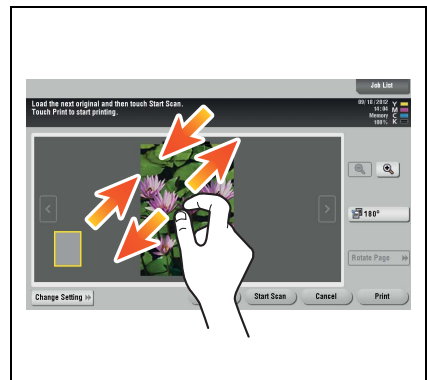 Job List
Load the next original and then touch Start Scan.
Touch Print to start printing.
09/18/2012
14:04
Memory
100%
Y
M
C
K
180°
Rotate Page
Change Setting
Start Scan
Cancel
Print